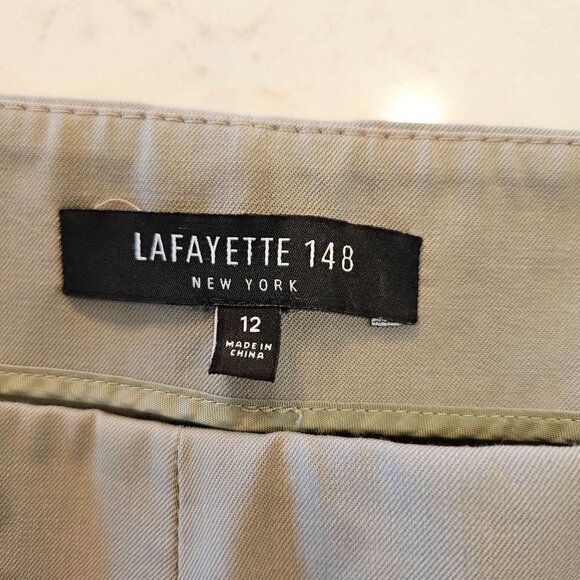 LAFAYETTE 148
NEW YORK
12
MADE IN
CHINA